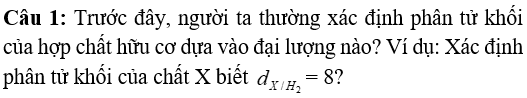 Câu 1: Trước đây, người ta thường xác định phân tử khối
của hợp chất hữu cơ dựa vào đại lượng nào? Ví dụ: Xác định
phân tử khối của chất X biết d_{X/H_2} = 8?